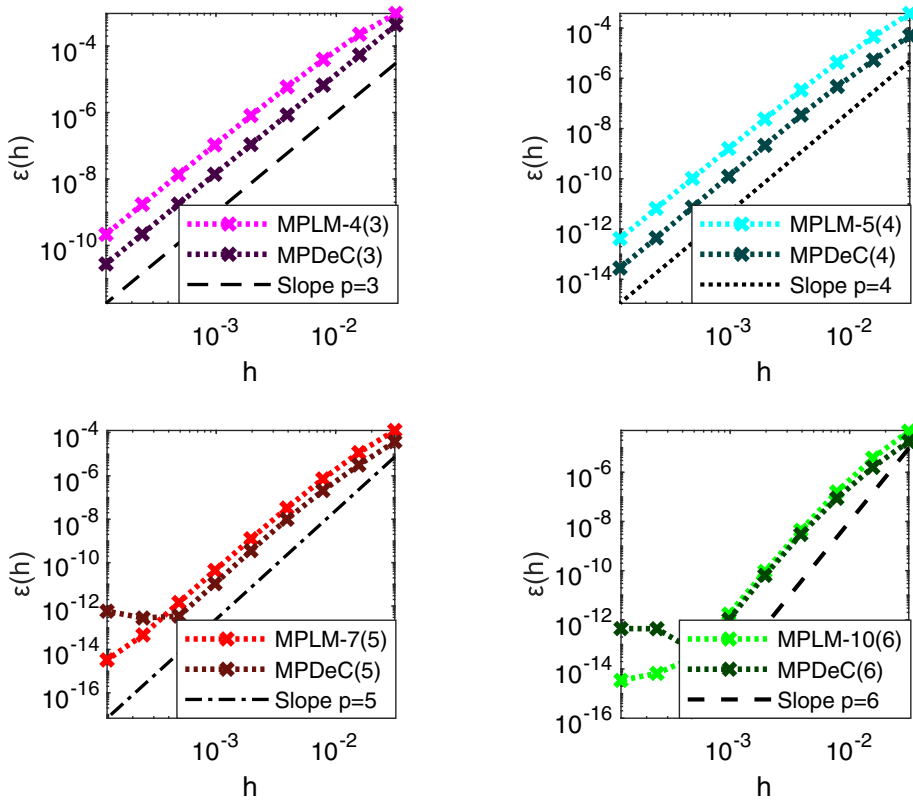 10^-4
10^-6
10^-8
10^-10
ε(h)
MPLM-4(3)
MPDeC(3)
Slope p=3
10^-3
10^-2
h
10^-4
10^-6
10^-8
10^-10
10^-12
10^-14
ε(h)
MPLM-5(4)
MPDeC(4)
Slope p=4
10^-3
10^-2
h
10^-4
10^-6
10^-8
10^-10
10^-12
10^-14
10^-16
ε(h)
MPLM-7(5)
MPDeC(5)
Slope p=5
10^-3
10^-2
h
10^-6
10^-8
10^-10
10^-12
10^-14
10^-16
ε(h)
MPLM-10(6)
MPDeC(6)
Slope p=6
10^-3
10^-2
h